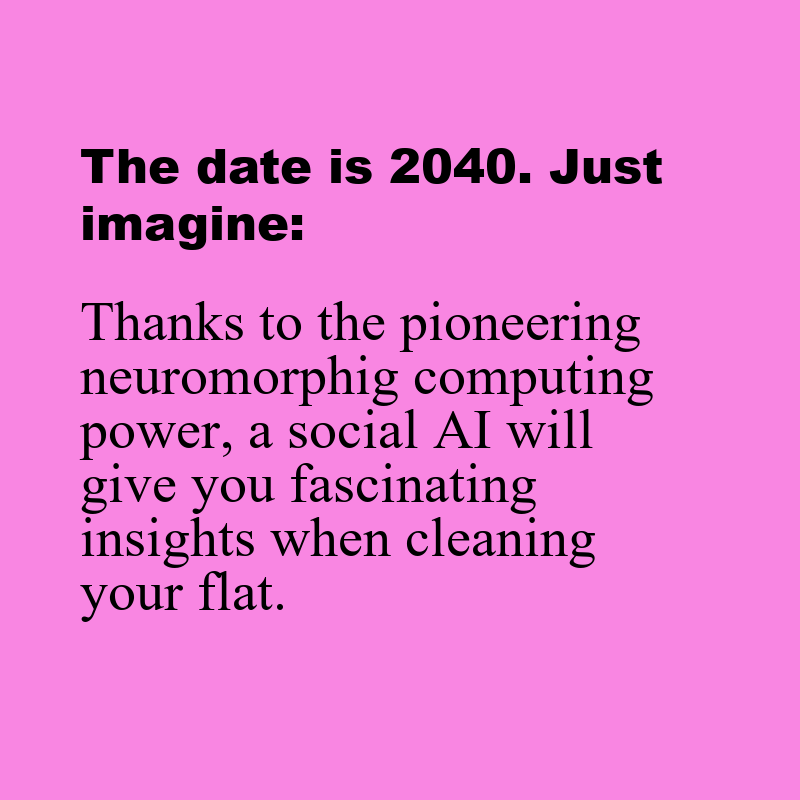 The date is 2040. Just
imagine:
Thanks to the pioneering
neuromorphig computing
power, a social AI will
give you fascinating
insights when cleaning
your flat.